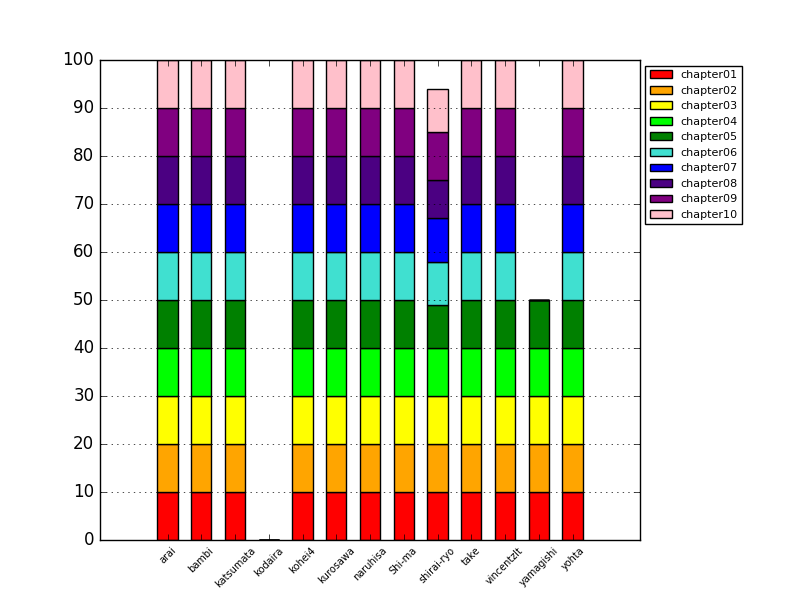 100
90
80
70
60
50
40
30
20
10
0
arai
bambi
katsumata
kodaira
kohei4
kurosawa
naruhisa
Shi-ma
shirai-ryo
take
vincentzlt
yamagishi
yohta
chapter01
chapter02
chapter03
chapter04
chapter05
chapter06
chapter07
chapter08
chapter09
chapter10